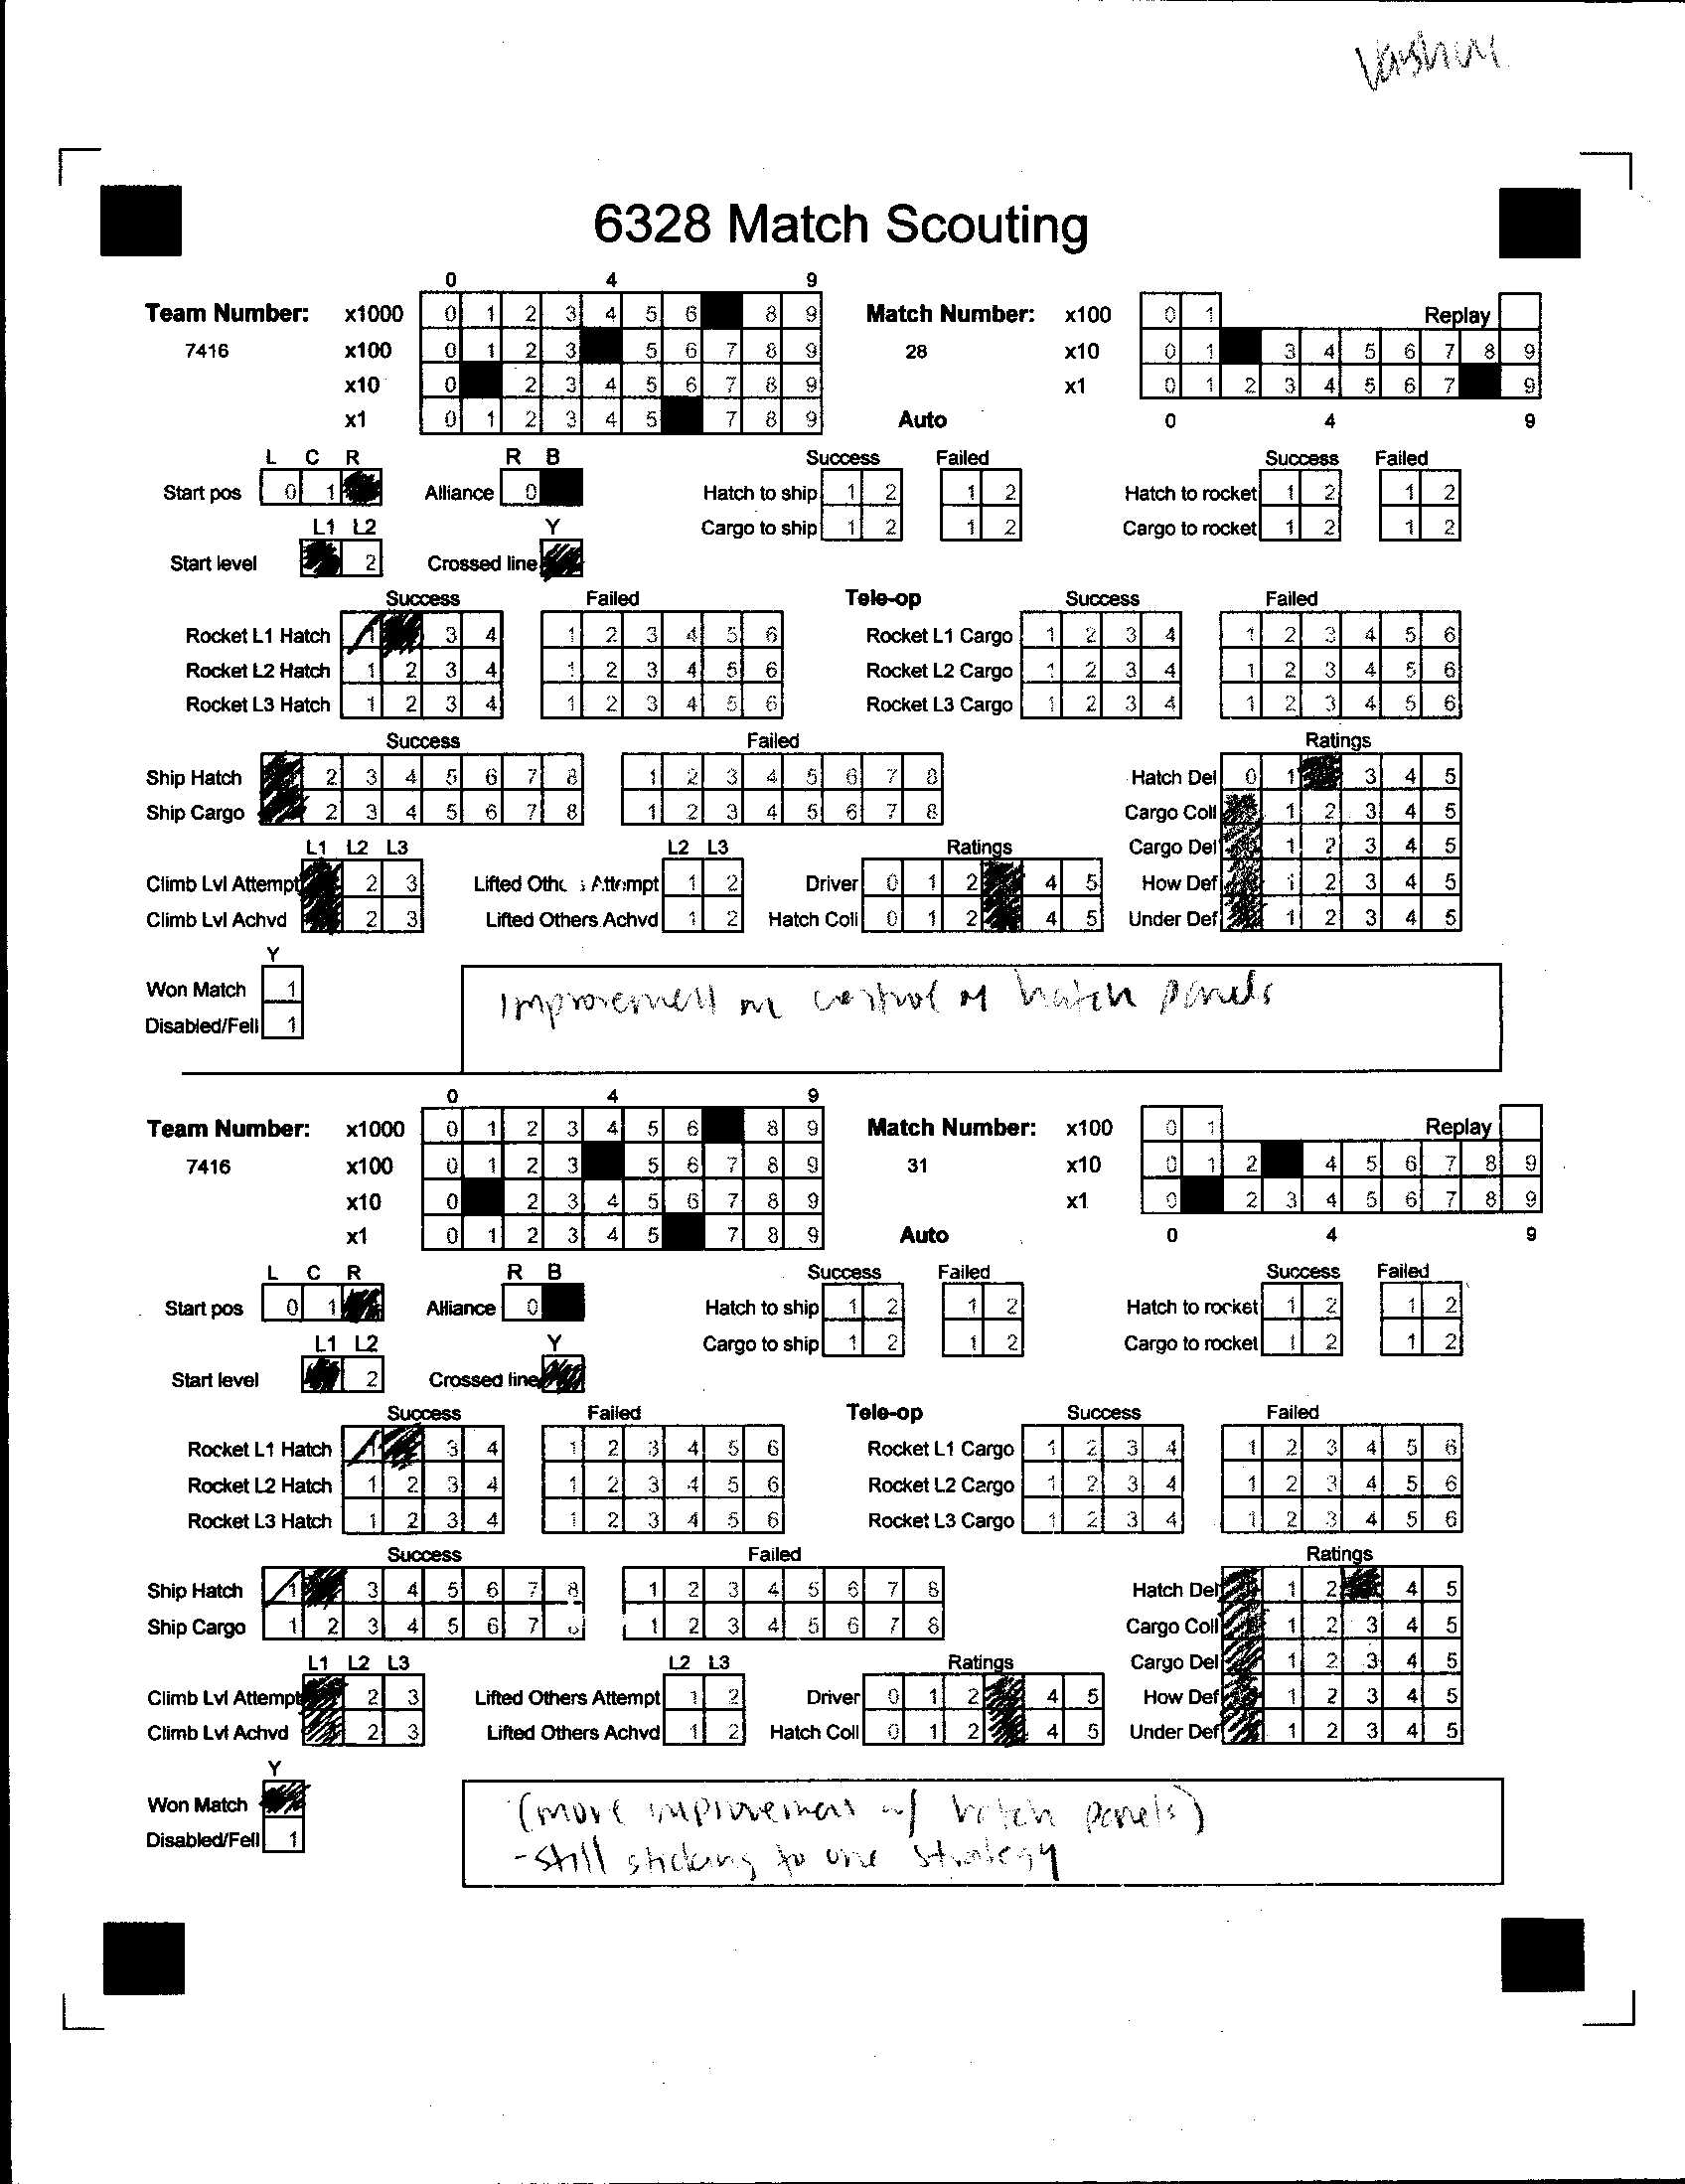 6328 Match Scouting
0 4 9
Team Number: x1000 0 1 2 3 4 5 6 8 9 Match Number: x100 0 1 Replay
7416 x100 0 1 2 3 5 6 7 8 9 28 x10 0 1 3 4 5 6 7 8 9
x10 0 2 3 4 5 6 7 8 9 x1 0 1 2 3 4 5 6 7 9
x1 0 1 2 3 4 5 7 8 9 Auto 0 4 9
L C R R B Success Failed Success Failed
Start pos 0 1 Alliance 0 Hatch to ship 1 2 1 2 Hatch to rocket 1 2 1 2
L1 L2 Y Cargo to ship 1 2 1 2 Cargo to rocket 1 2 1 2
Start level 2 Crossed line
Success Failed Tele-op Success Failed
Rocket L1 Hatch 1 3 4 1 2 3 4 5 6 Rocket L1 Cargo 1 2 3 4 1 2 3 4 5 6
Rocket L2 Hatch 1 2 3 4 1 2 3 4 5 6 Rocket L2 Cargo 1 2 3 4 1 2 3 4 5 6
Rocket L3 Hatch 1 2 3 4 1 2 3 4 5 6 Rocket L3 Cargo 1 2 3 4 1 2 3 4 5 6
Success Failed Ratings
Ship Hatch 2 3 4 5 6 7 8 1 2 3 4 5 6 7 8 Hatch Del 0 1 3 4 5
Ship Cargo 2 3 4 5 6 7 8 1 2 3 4 5 6 7 8 Cargo Coll 1 2 3 4 5
L1 L2 L3 L2 L3 Ratings Cargo Del 1 2 3 4 5
Climb Lvl Attempt 2 3 Lifted Attempt 1 2 Driver 0 1 2 4 5 How Def 1 2 3 4 5
Climb Lvl Achvd 2 3 Lifted Others Achvd 1 2 Hatch Coll 0 1 2 4 5 Under Def 1 2 3 4 5
Y
Won Match 1
Disabled/Fell 1
Improvement on control of hatch panels
0 4 9
Team Number: x1000 0 1 2 3 4 5 6 8 9 Match Number: x100 0 1 Replay
7416 x100 0 1 2 3 5 6 7 8 9 31 x10 0 1 2 4 5 6 7 8 9
x10 0 2 3 4 5 6 7 8 9 x1 0 2 3 4 5 6 7 8 9
x1 0 1 2 3 4 5 7 8 9 Auto 0 4 9
L C R R B Success Failed Success Failed
Start pos 0 1 Alliance 0 Hatch to ship 1 2 1 2 Hatch to rocket 1 2 1 2
L1 L2 Y Cargo to ship 1 2 1 2 Cargo to rocket 1 2 1 2
Start level 2 Crossed line
Success Failed Tele-op Success Failed
Rocket L1 Hatch 1 3 4 1 2 3 4 5 6 Rocket L1 Cargo 1 2 3 4 1 2 3 4 5 6
Rocket L2 Hatch 1 2 3 4 1 2 3 4 5 6 Rocket L2 Cargo 1 2 3 4 1 2 3 4 5 6
Rocket L3 Hatch 1 2 3 4 1 2 3 4 5 6 Rocket L3 Cargo 1 2 3 4 1 2 3 4 5 6
Success Failed Ratings
Ship Hatch 1 3 4 5 6 7 8 1 2 3 4 5 6 7 8 Hatch Del 1 2 4 5
Ship Cargo 1 2 3 4 5 6 7 1 2 3 4 5 6 7 8 Cargo Coll 1 2 3 4 5
L1 L2 L3 L2 L3 Ratings Cargo Del 1 2 3 4 5
Climb Lvl Attempt 2 3 Lifted Others Attempt 1 2 Driver 0 1 2 4 5 How Def 1 2 3 4 5
Climb Lvl Achvd 2 3 Lifted Others Achvd 1 2 Hatch Coll 0 1 2 4 5 Under Def 1 2 3 4 5
Y
Won Match
Disabled/Fell 1
(more improvement w/ hatch panels)
-still sticking to one strategy